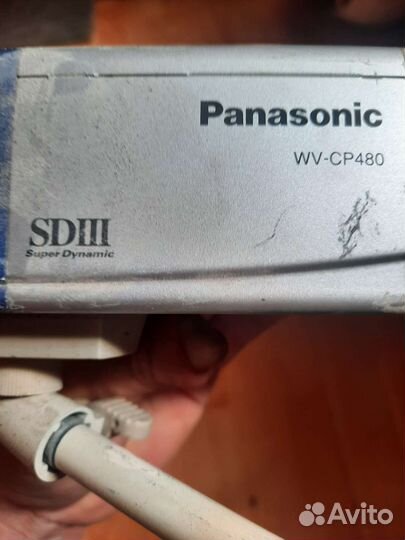 Panasonic
WV-CP480
SDIII
Super Dynamic
Avito